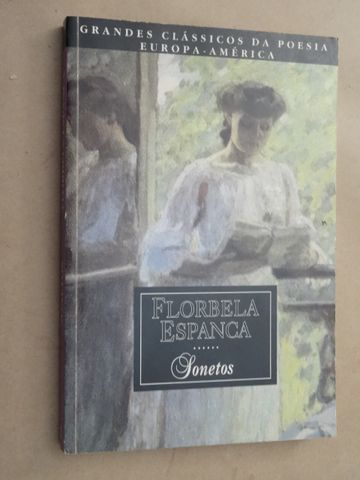 GRANDES CLÁSSICOS DA POESIA
EUROPA-AMÉRICA
FLORBELA
ESPANCA
......
Sonetos